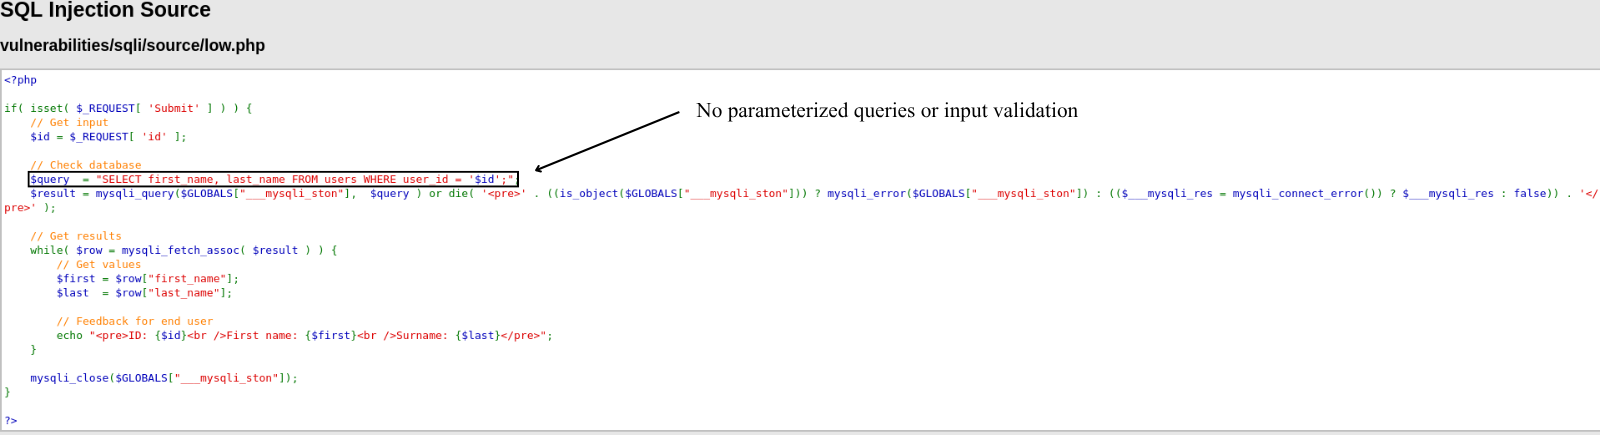 SQL Injection Source
vulnerabilities/sqli/source/low.php
<?php
if( isset( $_REQUEST[ 'Submit' ] ) ) {
No parameterized queries or input validation
    // Get input
    $id = $_REQUEST[ 'id' ];
    // Check database
    $query  = "SELECT first_name, last_name FROM users WHERE user_id = '$id';";
    $result = mysqli_query($GLOBALS["___mysqli_ston"],  $query ) or die( '<pre>' . ((is_object($GLOBALS["___mysqli_ston"])) ? mysqli_error($GLOBALS["___mysqli_ston"]) : (($___mysqli_res = mysqli_connect_error()) ? $___mysqli_res : false)) . '</
pre>' );
    // Get results
    while( $row = mysqli_fetch_assoc( $result ) ) {
        // Get values
        $first = $row["first_name"];
        $last  = $row["last_name"];
        // Feedback for end user
        echo "<pre>ID: {$id}<br />First name: {$first}<br />Surname: {$last}</pre>";
    }
    mysqli_close($GLOBALS["___mysqli_ston"]);
}
?>